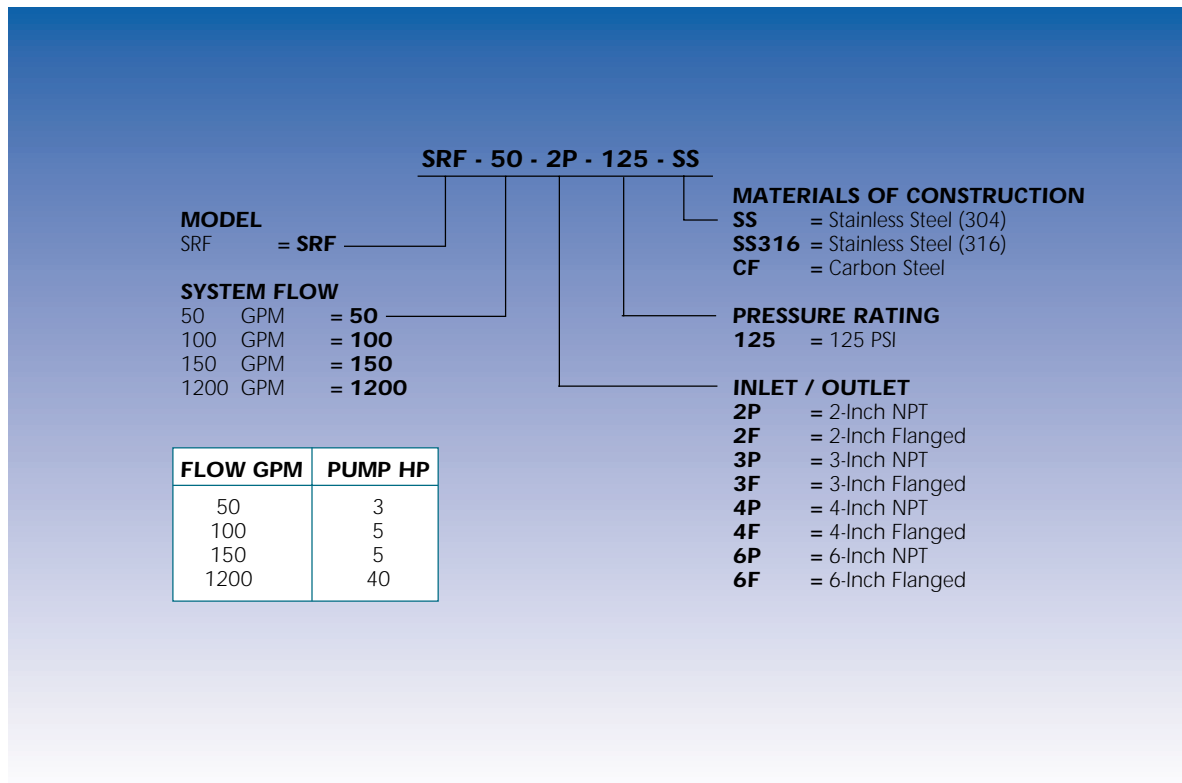 SRF - 50 - 2P - 125 - SS
MODEL
SRF = SRF
SYSTEM FLOW
50 GPM = 50
100 GPM = 100
150 GPM = 150
1200 GPM = 1200
FLOW GPM PUMP HP
50 3
100 5
150 5
1200 40
MATERIALS OF CONSTRUCTION
SS = Stainless Steel (304)
SS316 = Stainless Steel (316)
CF = Carbon Steel
PRESSURE RATING
125 = 125 PSI
INLET / OUTLET
2P = 2-Inch NPT
2F = 2-Inch Flanged
3P = 3-Inch NPT
3F = 3-Inch Flanged
4P = 4-Inch NPT
4F = 4-Inch Flanged
6P = 6-Inch NPT
6F = 6-Inch Flanged